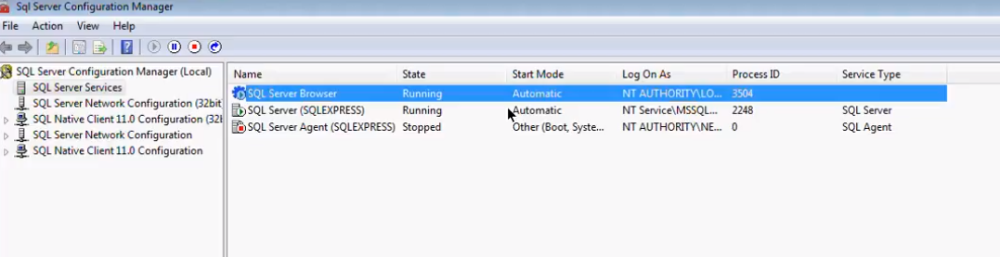 Sql Server Configuration Manager
File Action View Help
SQL Server Configuration Manager (Local)
SQL Server Services
SQL Server Network Configuration (32bit
SQL Native Client 11.0 Configuration (32l
SQL Server Network Configuration
SQL Native Client 11.0 Configuration
Name State Start Mode Log On As Process ID Service Type
SQL Server Browser Running Automatic NT AUTHORITY\LO... 3504
SQL Server (SQLEXPRESS) Running Automatic NT Service\MSSQL... 2248 SQL Server
SQL Server Agent (SQLEXPRESS) Stopped Other (Boot, Syste... NT AUTHORITY\NE... 0 SQL Agent